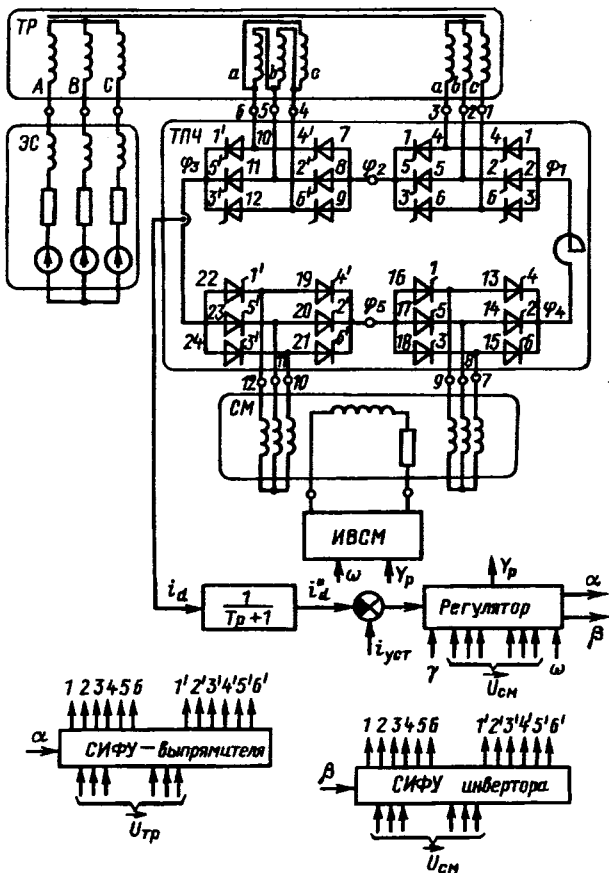 ТР
A B C
a b c
a b c
6 5 4
3 2 1
ЭС
ТПЧ
1' 10 4' 7
1 4 4 1
φ3 5' 11 2' 8 φ2 5 5 2 2 φ1
3' 12 6' 9 3 6 6 3
22 1' 19 4' 16 1 13 4
23 5' 20 2' φ5 17 5 14 2 φ4
24 3' 21 6' 18 3 15 6
11 8
12 10 9 7
СМ
ИВСМ
ω γp
γp
id 1 i*d Регулятор α
Tp+1 β
iуст γ Uсм ω
1 2 3 4 5 6 1' 2' 3' 4' 5' 6'
α СИФУ — выпрямителя
Uтр
1 2 3 4 5 6 1' 2' 3' 4' 5' 6'
β СИФУ инвертора
Uсм